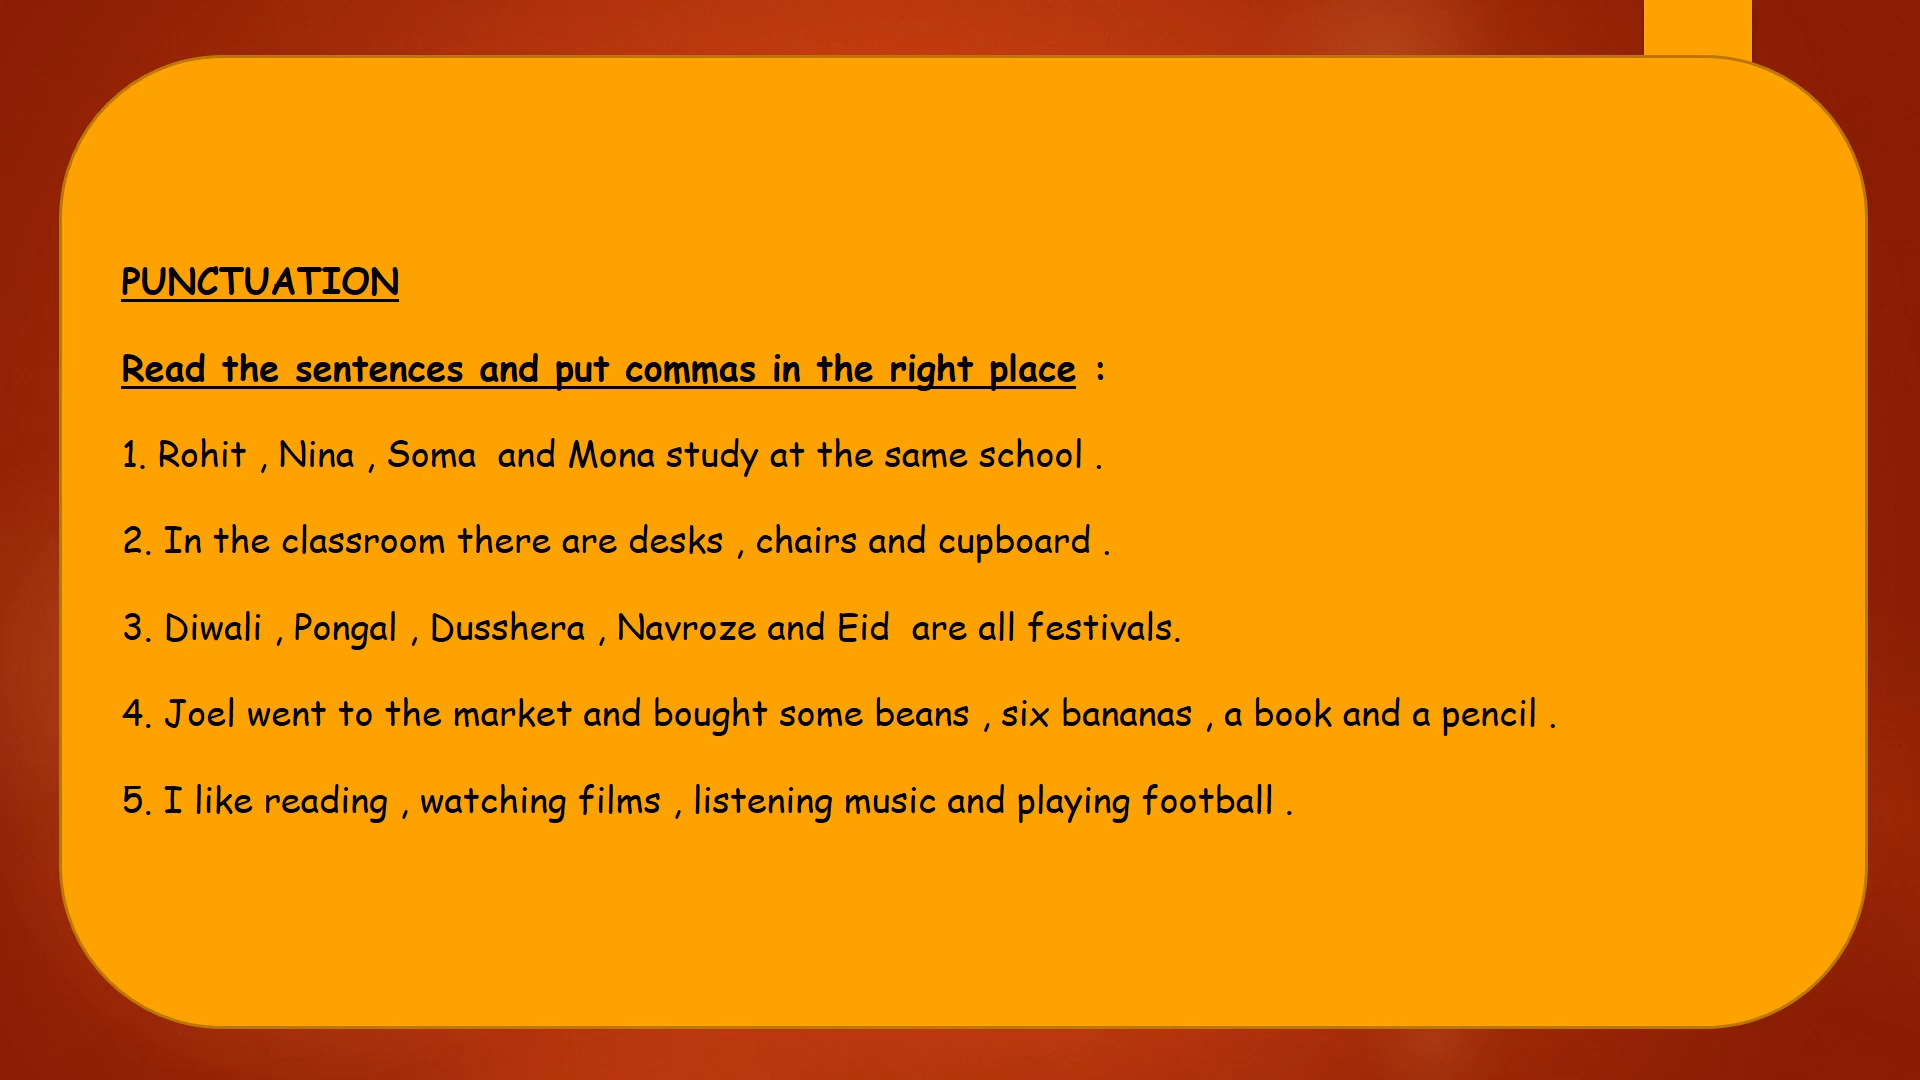 PUNCTUATION
Read the sentences and put commas in the right place :
1. Rohit , Nina , Soma  and Mona study at the same school .
2. In the classroom there are desks , chairs and cupboard .
3. Diwali , Pongal , Dusshera , Navroze and Eid  are all festivals.
4. Joel went to the market and bought some beans , six bananas , a book and a pencil .
5. I like reading , watching films , listening music and playing football .